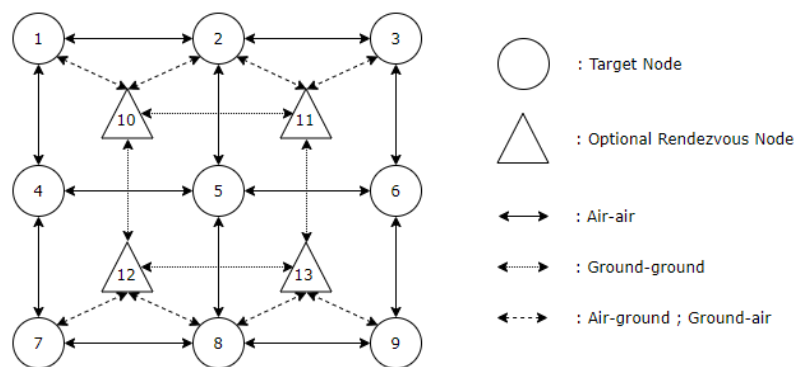 1
2
3
: Target Node
10
11
: Optional Rendezvous Node
4
5
6
: Air-air
12
13
: Ground-ground
7
8
9
: Air-ground ; Ground-air